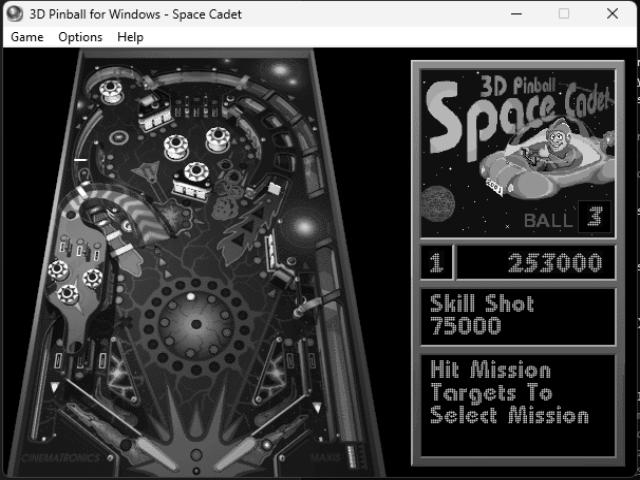 3D Pinball for Windows - Space Cadet
Game Options Help
3D Pinball
Space Cadet
BALL 3
1 253000
Skill Shot
75000
Hit Mission
Targets To
Select Mission
CINEMATRONICS
MAXIS